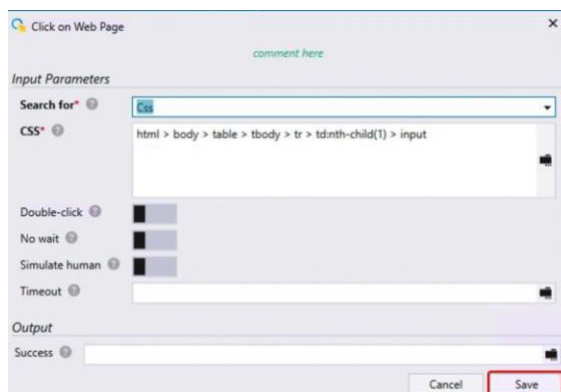 Click on Web Page
comment here
Input Parameters
Search for* ?
Css
CSS* ?
html > body > table > tbody > tr > td:nth-child(1) > input
Double-click ?
No wait ?
Simulate human ?
Timeout ?
Output
Success ?
Cancel Save